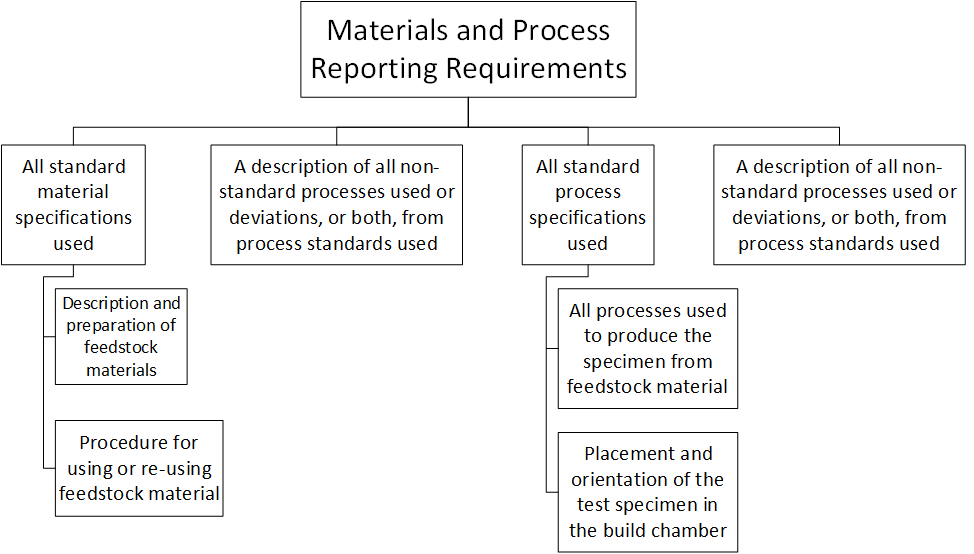 Materials and Process
Reporting Requirements
All standard
material
specifications
used
A description of all non-
standard processes used or
deviations, or both, from
process standards used
All standard
process
specifications
used
A description of all non-
standard processes used or
deviations, or both, from
process standards used
Description and
preparation of
feedstock
materials
Procedure for
using or re-using
feedstock material
All processes used
to produce the
specimen from
feedstock material
Placement and
orientation of the
test specimen in
the build chamber